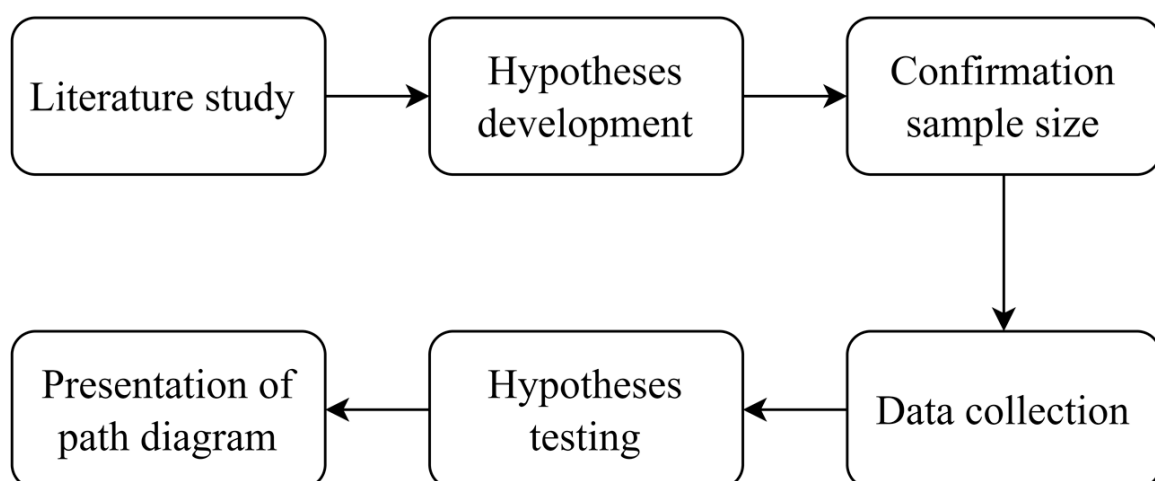 Literature study
Hypotheses
development
Confirmation
sample size
Data collection
Hypotheses
testing
Presentation of
path diagram